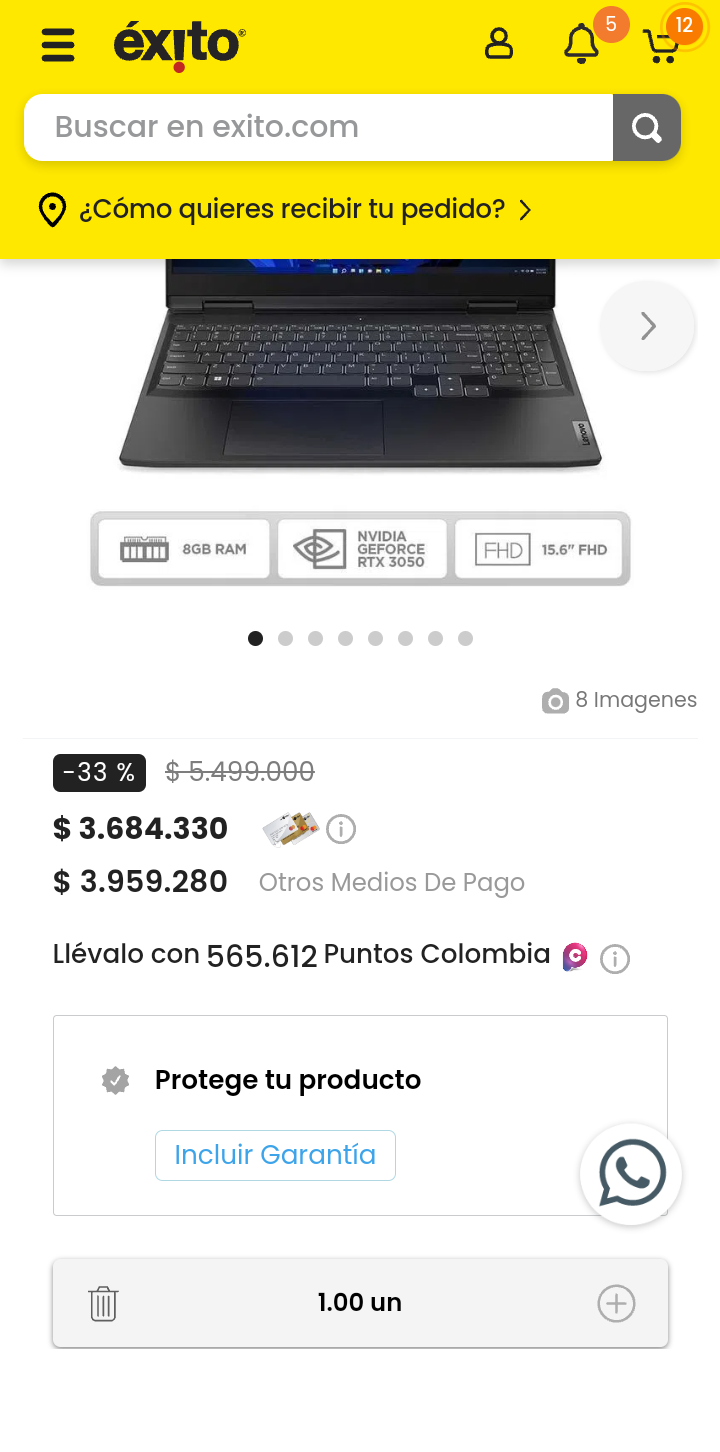 éxito
5
12
Buscar en exito.com
¿Cómo quieres recibir tu pedido?
Lenovo
8GB RAM
NVIDIA
GEFORCE
RTX 3050
FHD
15.6" FHD
8 Imagenes
-33 %
$ 5.499.000
$ 3.684.330
$ 3.959.280
Otros Medios De Pago
Llévalo con 565.612 Puntos Colombia
Protege tu producto
Incluir Garantía
1.00 un